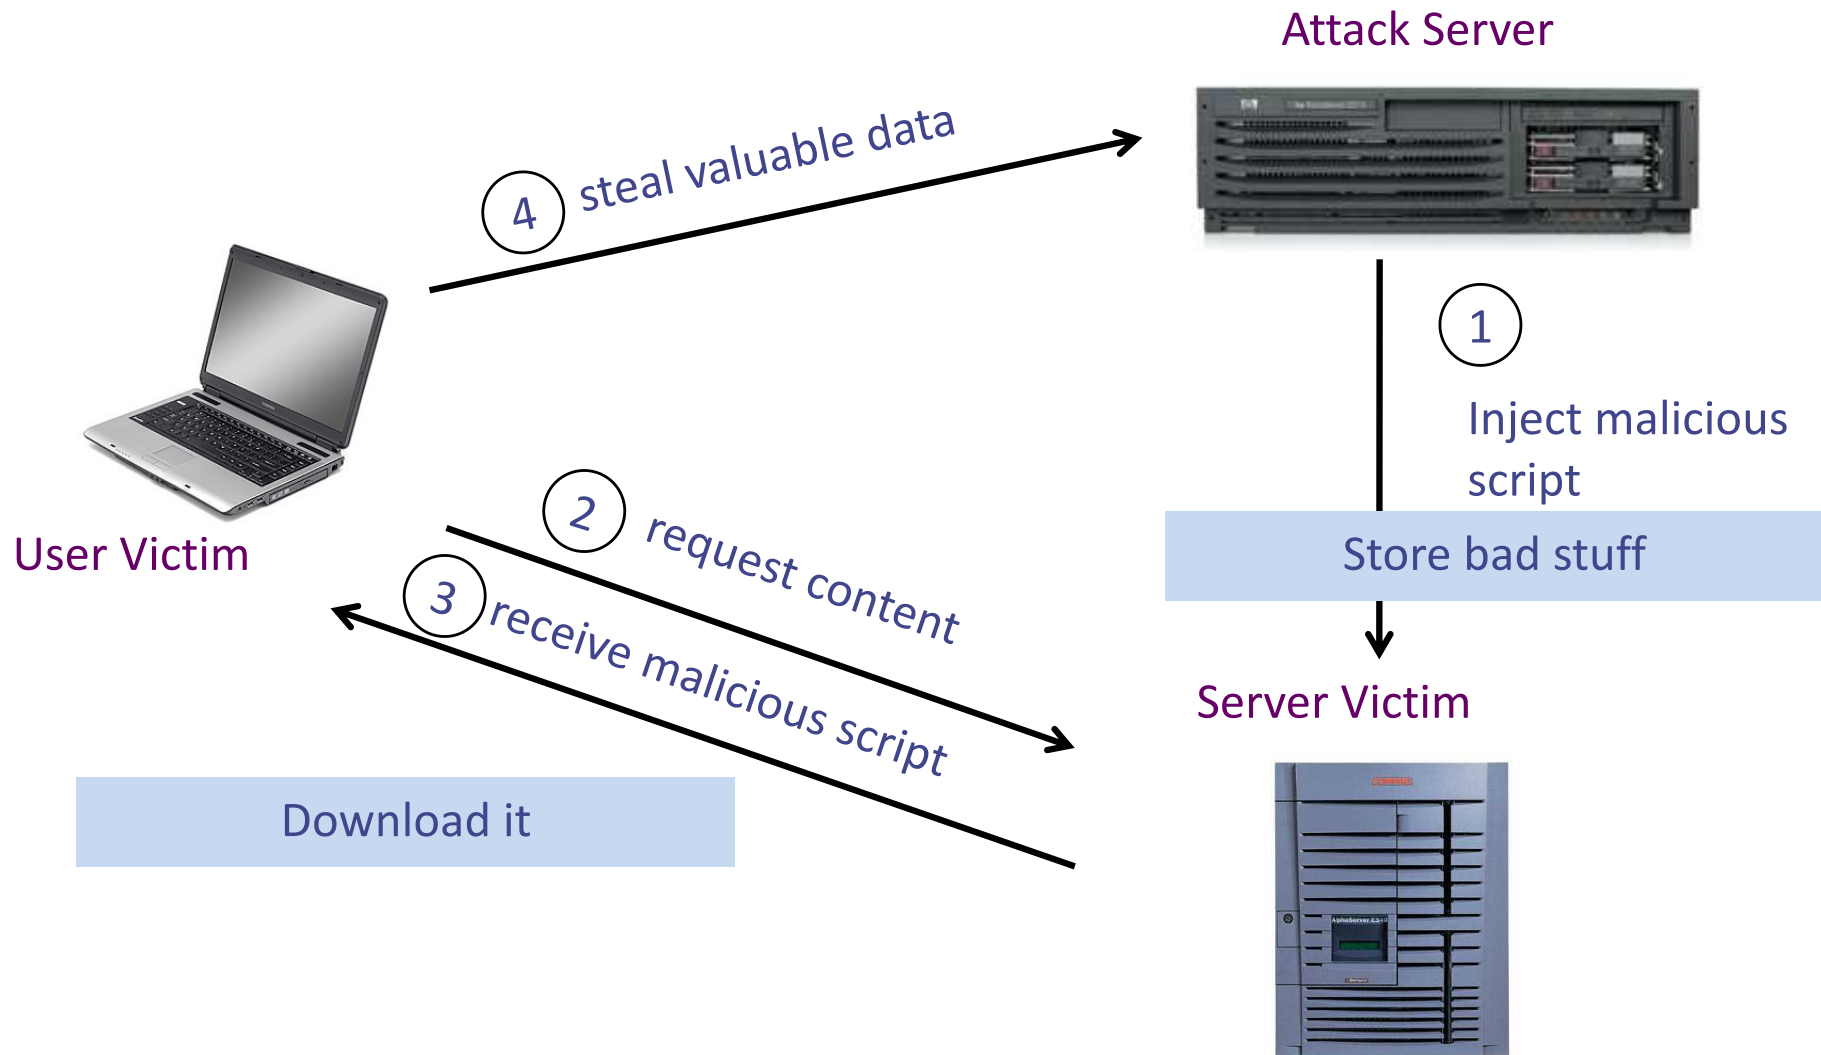 Attack Server
4
steal valuable data
1
Inject malicious
script
Store bad stuff
User Victim
2
request content
3
receive malicious script
Server Victim
Download it
AlphaServer